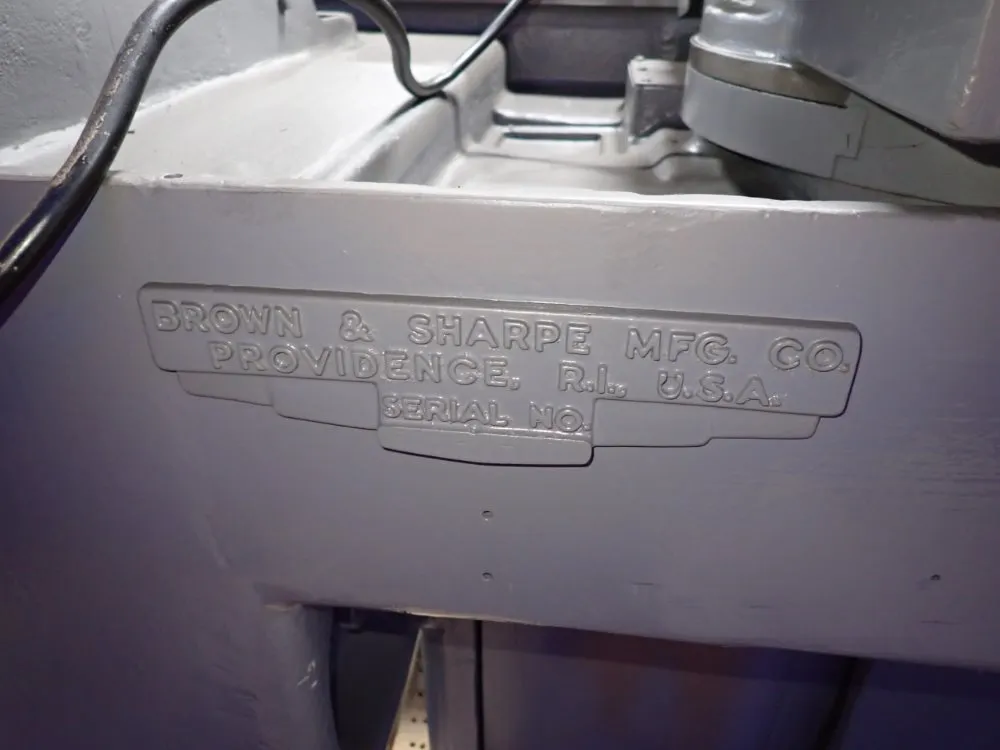 BROWN & SHARPE MFG. CO.
PROVIDENCE, R.I., U.S.A.
SERIAL NO.